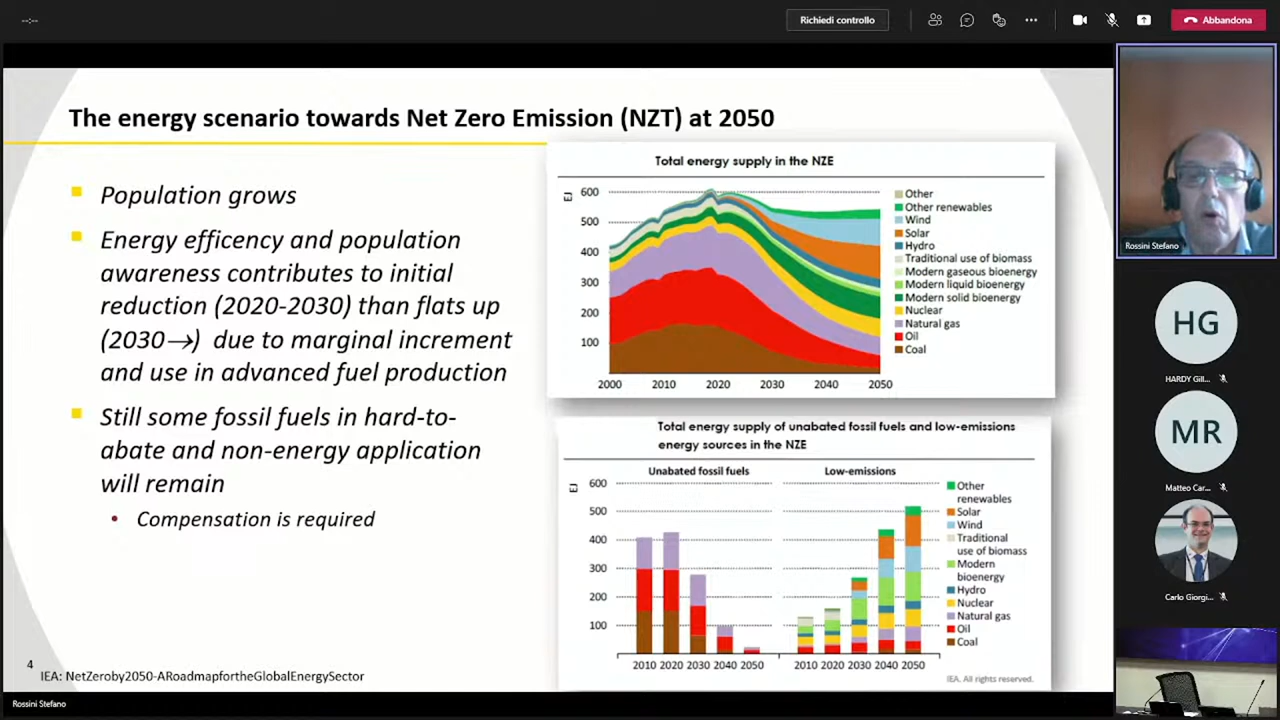 --:--
Richiedi controllo
Abbandona
The energy scenario towards Net Zero Emission (NZT) at 2050
Population grows
Energy efficency and population
awareness contributes to initial
reduction (2020-2030) than flats up
(2030→) due to marginal increment
and use in advanced fuel production
Still some fossil fuels in hard-to-
abate and non-energy application
will remain
Compensation is required
4
IEA: NetZeroby2050-ARoadmapfortheGlobalEnergySector
Total energy supply in the NZE
EJ
600
500
400
300
200
100
2000 2010 2020 2030 2040 2050
Other
Other renewables
Wind
Solar
Hydro
Traditional use of biomass
Modern gaseous bioenergy
Modern liquid bioenergy
Modern solid bioenergy
Nuclear
Natural gas
Oil
Coal
Total energy supply of unabated fossil fuels and low-emissions
energy sources in the NZE
Unabated fossil fuels
Low-emissions
EJ
600
500
400
300
200
100
2010 2020 2030 2040 2050
2010 2020 2030 2040 2050
Other
renewables
Solar
Wind
Traditional
use of biomass
Modern
bioenergy
Hydro
Nuclear
Natural gas
Oil
Coal
IEA. All rights reserved.
Rossini Stefano
Rossini Stefano
HG
HARDY Gill...
MR
Matteo Car...
Carlo Giorgi...